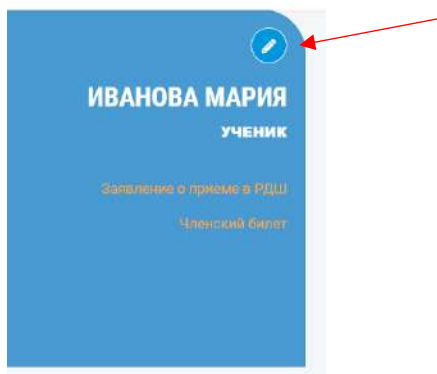 ИВАНОВА МАРИЯ
УЧЕНИК
Заявление о приеме в РДШ
Членский билет